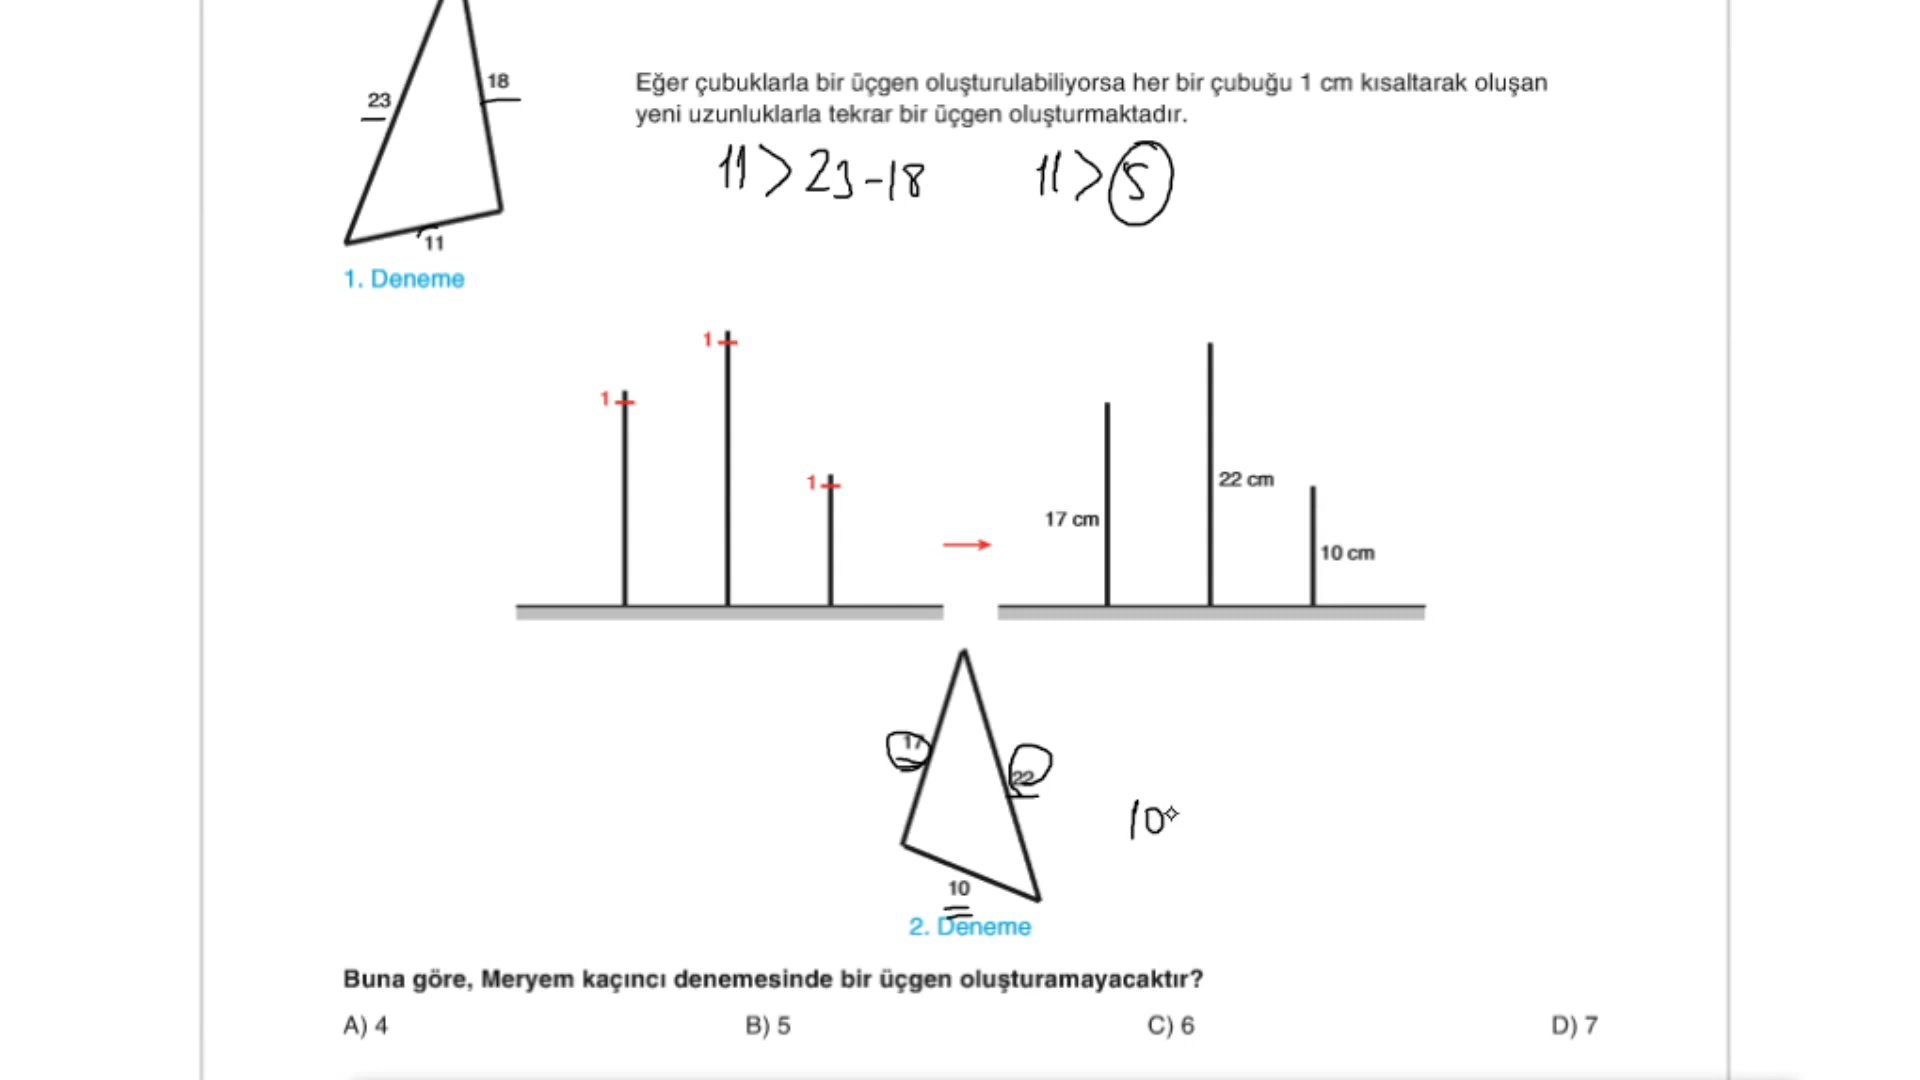 18
23
Eğer çubuklarla bir üçgen oluşturulabiliyorsa her bir çubuğu 1 cm kısaltarak oluşan
yeni uzunluklarla tekrar bir üçgen oluşturmaktadır.
11 > 23-18    11 > 5
11
1. Deneme
1
1
1
22 cm
17 cm
10 cm
17
22
10
10
2. Deneme
Buna göre, Meryem kaçıncı denemesinde bir üçgen oluşturamayacaktır?
A) 4    B) 5    C) 6    D) 7